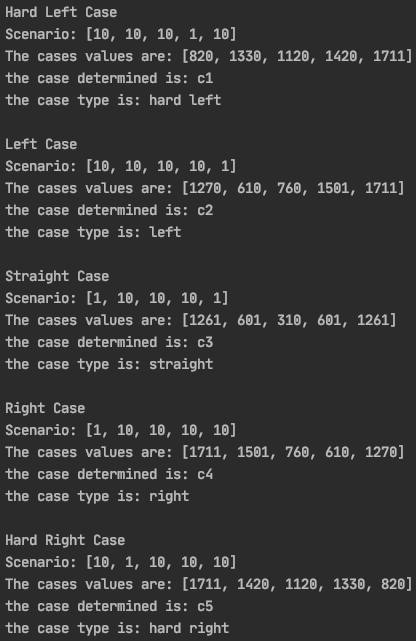 Hard Left Case
Scenario: [10, 10, 10, 1, 10]
The cases values are: [820, 1330, 1120, 1420, 1711]
the case determined is: c1
the case type is: hard left
Left Case
Scenario: [10, 10, 10, 10, 1]
The cases values are: [1270, 610, 760, 1501, 1711]
the case determined is: c2
the case type is: left
Straight Case
Scenario: [1, 10, 10, 10, 1]
The cases values are: [1261, 601, 310, 601, 1261]
the case determined is: c3
the case type is: straight
Right Case
Scenario: [1, 10, 10, 10, 10]
The cases values are: [1711, 1501, 760, 610, 1270]
the case determined is: c4
the case type is: right
Hard Right Case
Scenario: [10, 1, 10, 10, 10]
The cases values are: [1711, 1420, 1120, 1330, 820]
the case determined is: c5
the case type is: hard right